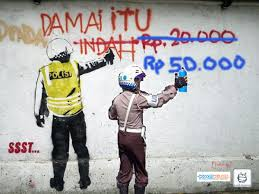 DAMAI ITU
INDAH Rp. 20.000
Rp 50.000
POLISI
SSST...